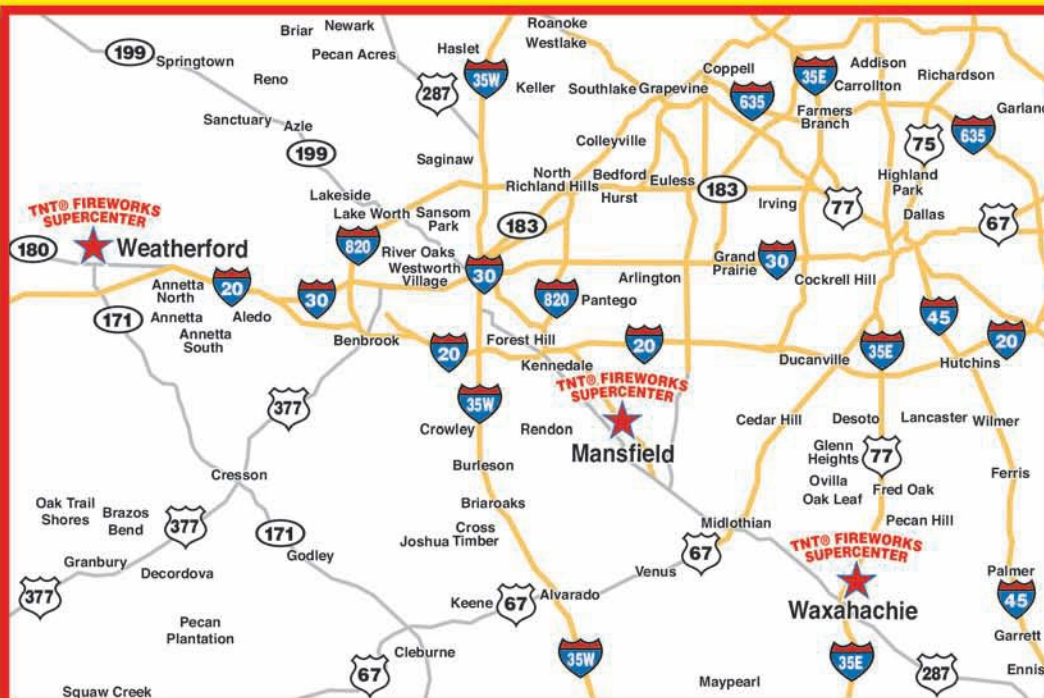 Roanoke
Newark
Briar
Westlake
199
Haslet
Pecan Acres
Springtown
35W
Coppell
35E
Addison
Richardson
Reno
287
Keller
Southlake
Grapevine
635
Carrollton
Garland
Farmers
Branch
Sanctuary
Azle
199
Colleyville
75
635
Saginaw
North
Richland Hills
Bedford
Euless
Hurst
183
Highland
Park
Lakeside
Irving
77
Dallas
67
TNT® FIREWORKS
SUPERCENTER
Lake Worth
Sansom
Park
183
180
Weatherford
820
River Oaks
Westworth
Village
30
Arlington
Grand
Prairie
30
Cockrell Hill
Annetta
North
20
30
820
Pantego
171
Annetta
Aledo
Annetta
South
45
Benbrook
20
Forest Hill
20
Ducanville
35E
Hutchins
20
Kennedale
TNT® FIREWORKS
SUPERCENTER
377
35W
Crowley
Rendon
Mansfield
Cedar Hill
Desoto
Lancaster
Wilmer
Glenn
Heights
77
Burleson
Cresson
Ovilla
Oak Leaf
Fred Oak
Ferris
Oak Trail
Shores
Brazos
Bend
377
171
Briaroaks
Cross
Timber
Joshua
Midlothian
Pecan Hill
TNT® FIREWORKS
SUPERCENTER
Godley
67
Granbury
Decordova
Venus
Palmer
377
Keene
67
Alvarado
Waxahachie
45
Pecan
Plantation
Garrett
Cleburne
35W
35E
67
287
Ennis
Maypearl
Squaw Creek